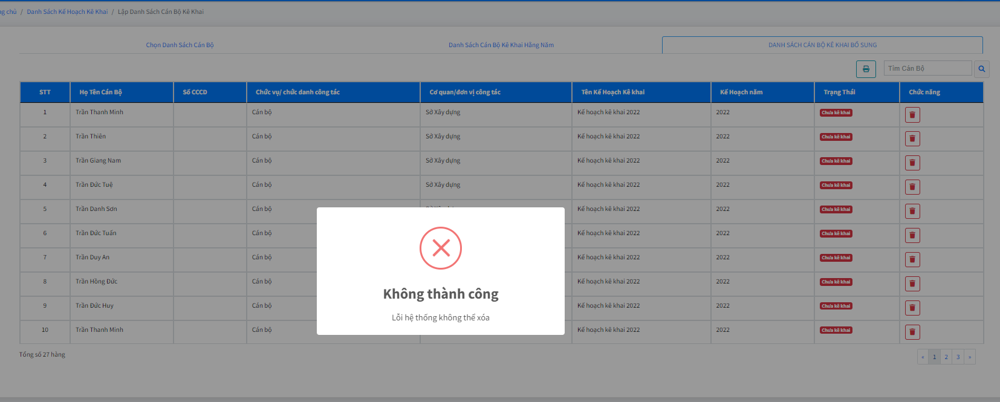 ng chủ / Danh Sách Kế Hoạch Kê Khai / Lập Danh Sách Cán Bộ Kê Khai
Chọn Danh Sách Cán Bộ Danh Sách Cán Bộ Kê Khai Hằng Năm DANH SÁCH CÁN BỘ KÊ KHAI BỔ SUNG
Tìm Cán Bộ
STT Họ Tên Cán Bộ Số CCCD Chức vụ/ chức danh công tác Cơ quan/đơn vị công tác Tên Kế Hoạch Kê khai Kế Hoạch năm Trạng Thái Chức năng
1 Trần Thanh Minh Cán bộ Sở Xây dựng Kế hoạch kê khai 2022 2022 Chưa kê khai
2 Trần Thiên Cán bộ Sở Xây dựng Kế hoạch kê khai 2022 2022 Chưa kê khai
3 Trần Giang Nam Cán bộ Sở Xây dựng Kế hoạch kê khai 2022 2022 Chưa kê khai
4 Trần Đức Tuệ Cán bộ Sở Xây dựng Kế hoạch kê khai 2022 2022 Chưa kê khai
5 Trần Danh Sơn Cán bộ Kế hoạch kê khai 2022 2022 Chưa kê khai
6 Trần Đức Tuấn Cán bộ Kế hoạch kê khai 2022 2022 Chưa kê khai
7 Trần Duy An Cán bộ Kế hoạch kê khai 2022 2022 Chưa kê khai
8 Trần Hồng Đức Cán bộ Kế hoạch kê khai 2022 2022 Chưa kê khai
9 Trần Đức Huy Cán bộ Kế hoạch kê khai 2022 2022 Chưa kê khai
10 Trần Thanh Minh Cán bộ Kế hoạch kê khai 2022 2022 Chưa kê khai
Không thành công
Lỗi hệ thống không thể xóa
Tổng số 27 hàng
« 1 2 3 »